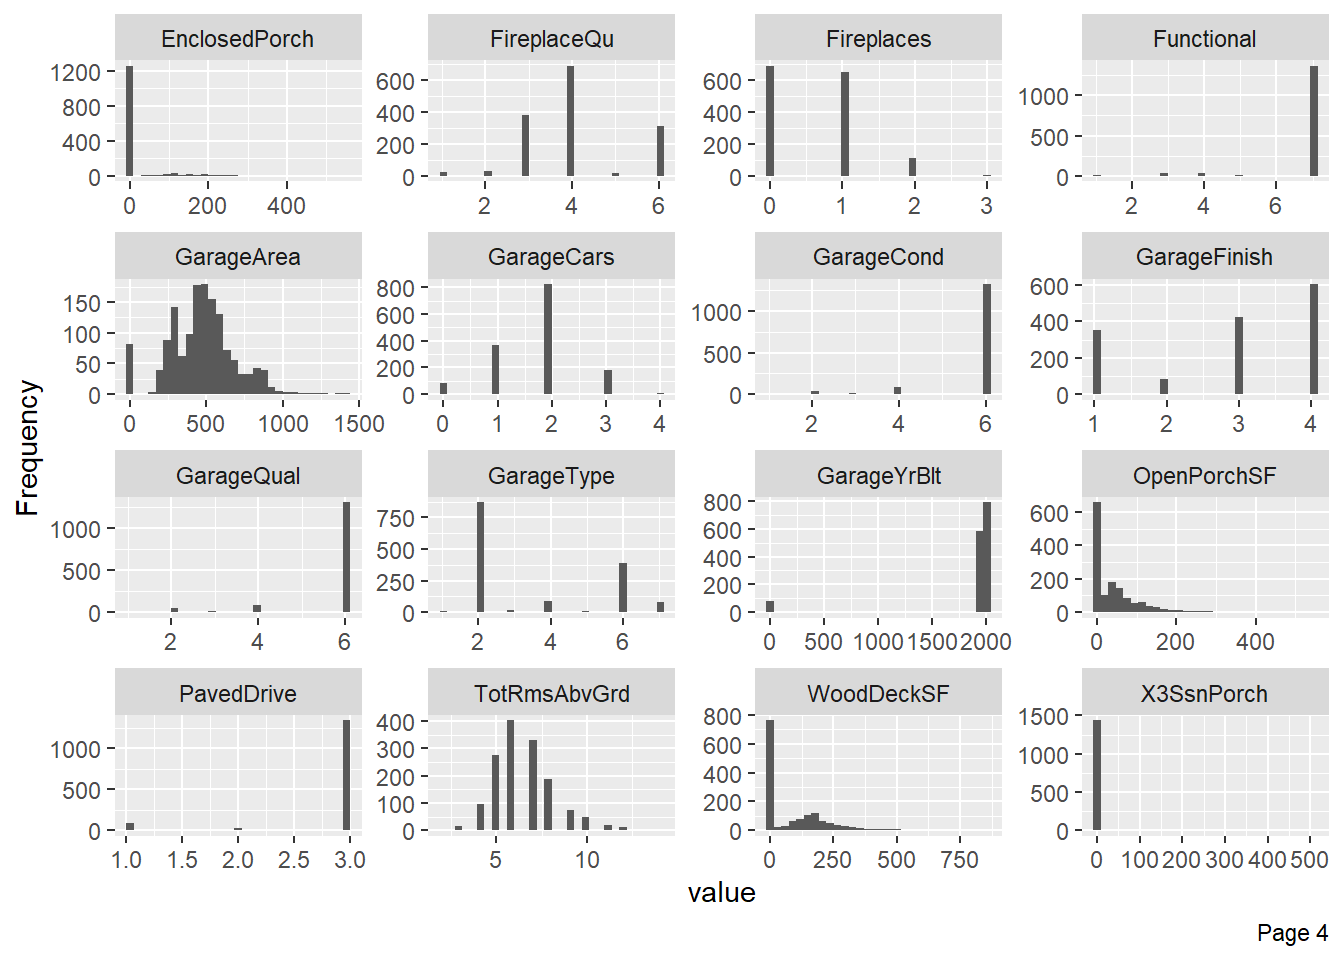 EnclosedPorch FireplaceQu Fireplaces Functional
1200 800 400 0 600 400 200 0 600 400 200 0 1000 500 0
0 200 400 2 4 6 0 1 2 3 2 4 6
GarageArea GarageCars GarageCond GarageFinish
150 100 50 0 800 600 400 200 0 1000 500 0 600 400 200 0
0 500 1000 1500 0 1 2 3 4 2 4 6 1 2 3 4
Frequency
GarageQual GarageType GarageYrBlt OpenPorchSF
1000 500 0 750 500 250 0 800 600 400 200 0 600 400 200 0
2 4 6 2 4 6 0 500 1000 1500 2000 0 200 400
PavedDrive TotRmsAbvGrd WoodDeckSF X3SsnPorch
1000 500 0 400 300 200 100 0 800 600 400 200 0 1500 1000 500 0
1.0 1.5 2.0 2.5 3.0 5 10 0 250 500 750 0 100 200 300 400 500
value
Page 4